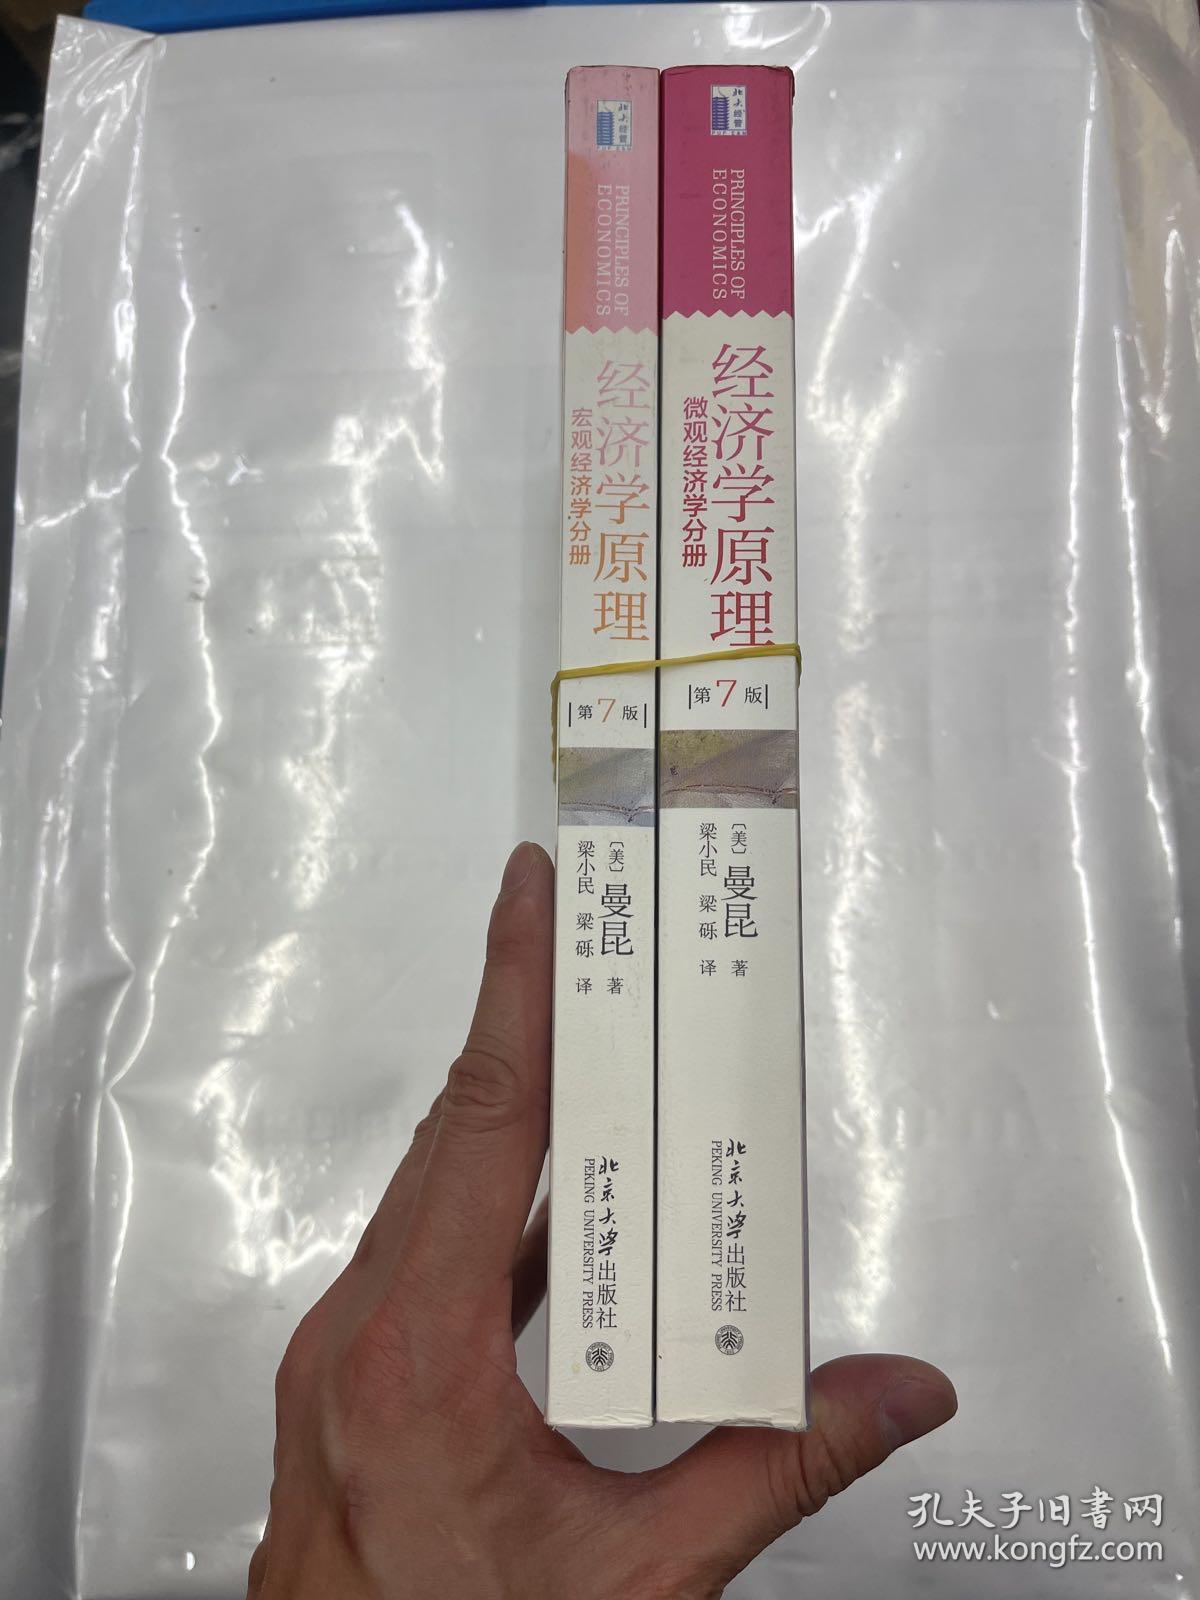 北大经管
PUP E&M
PRINCIPLES OF
ECONOMICS
经济学原理
宏观经济学分册
第7版
〔美〕曼昆 著
梁小民 梁砾 译
北京大学出版社
PEKING UNIVERSITY PRESS
北大经管
PUP E&M
PRINCIPLES OF
ECONOMICS
经济学原理
微观经济学分册
第7版
〔美〕曼昆 著
梁小民 梁砾 译
北京大学出版社
PEKING UNIVERSITY PRESS
孔夫子旧书网
www.kongfz.com